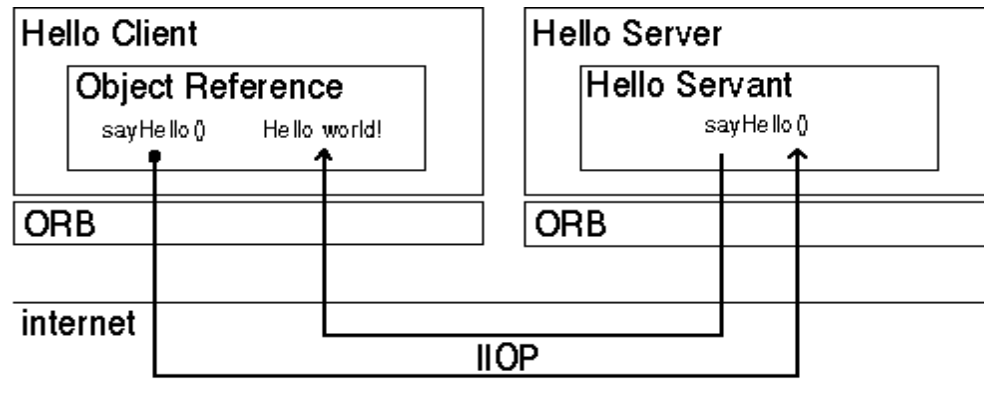 Hello Client
Object Reference
sayHello()
Hello world!
ORB
Hello Server
Hello Servant
sayHello()
ORB
internet
IIOP